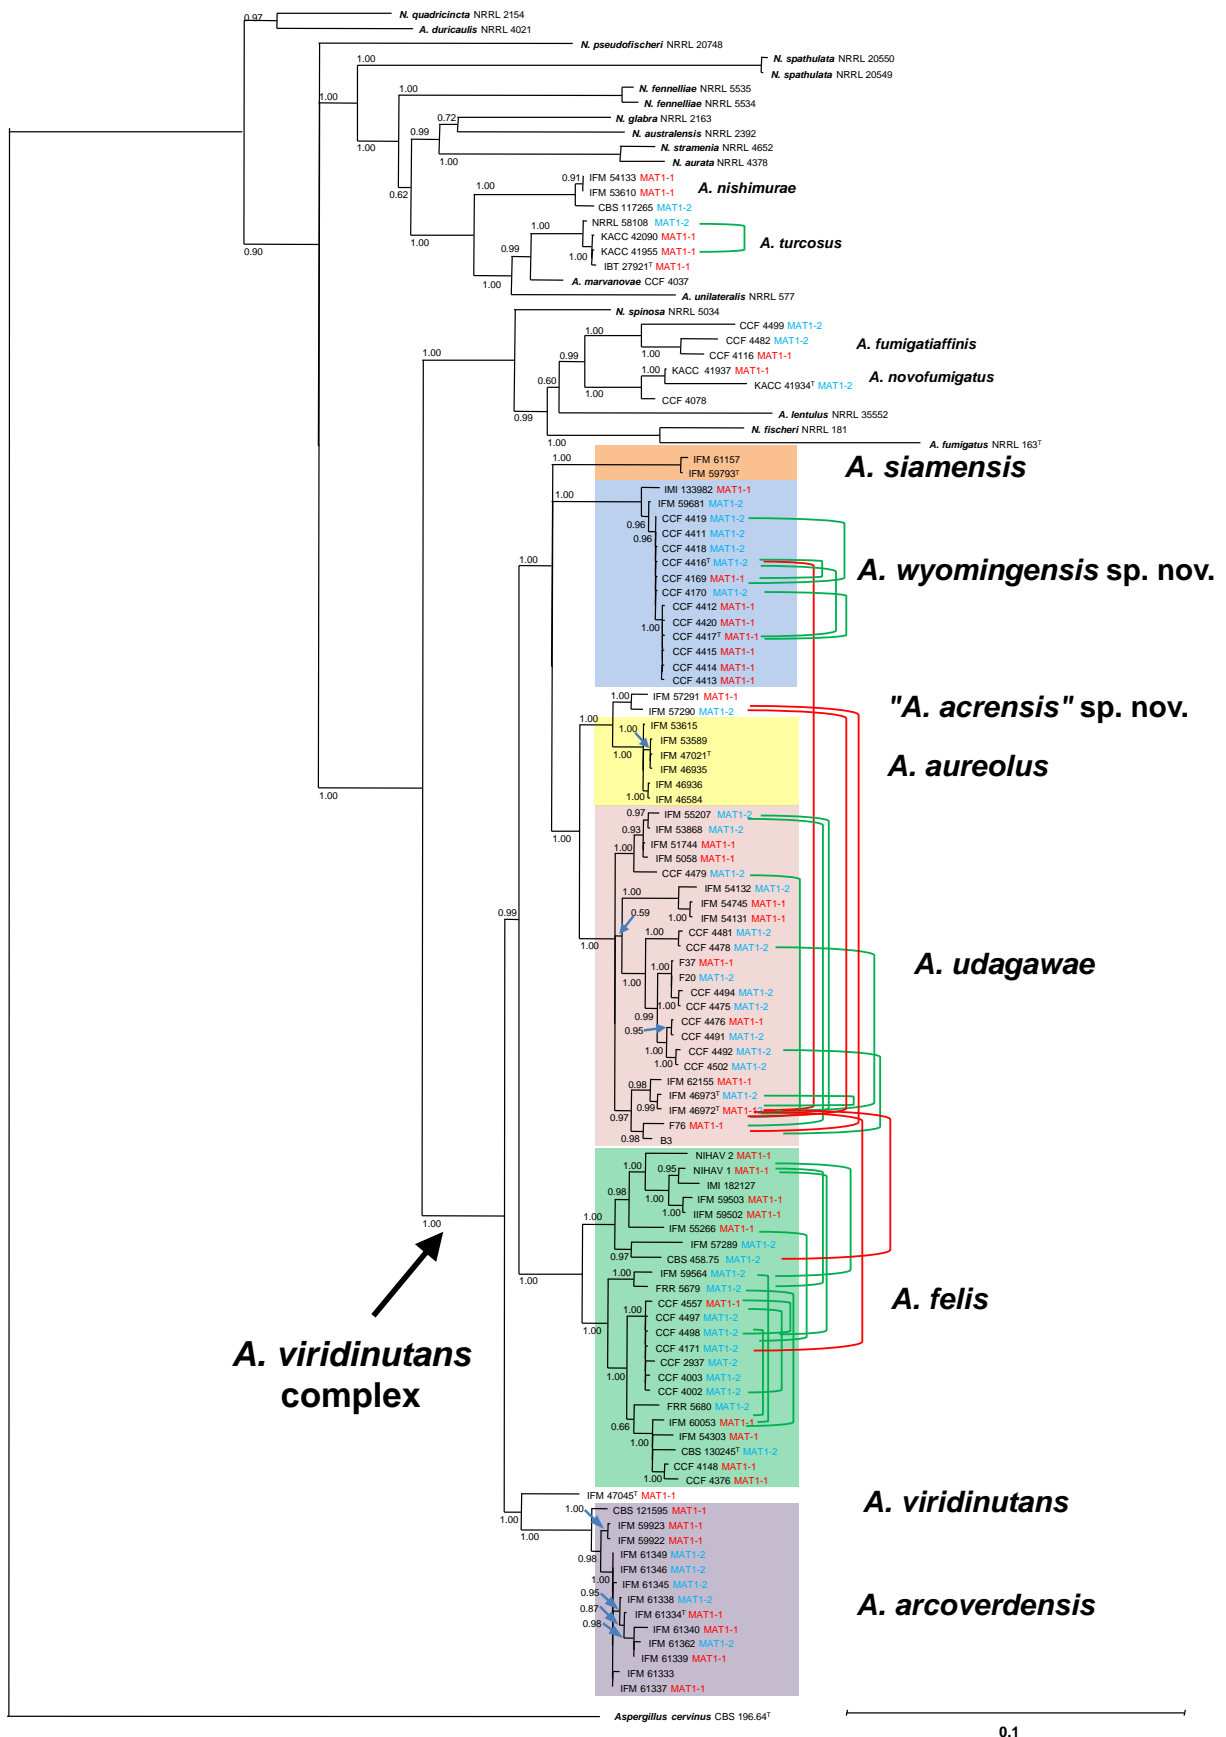 0.97
N. quadricincta NRRL 2154
A. duricaulis NRRL 4021
N. pseudofischeri NRRL 20748
1.00
N. spathulata NRRL 20550
N. spathulata NRRL 20549
1.00
N. fennelliae NRRL 5535
N. fennelliae NRRL 5534
0.72
N. glabra NRRL 2163
0.99
N. australensis NRRL 2392
1.00
N. stramenia NRRL 4652
1.00
N. aurata NRRL 4378
0.91
IFM 54133 MAT1-1
1.00
IFM 53610 MAT1-1
A. nishimurae
0.62
CBS 117265 MAT1-2
1.00
NRRL 58108 MAT1-2
1.00
KACC 42090 MAT1-1
A. turcosus
0.90
0.99
1.00
KACC 41955 MAT1-1
IBT 27921T MAT1-1
1.00
A. marvanovae CCF 4037
A. unilateralis NRRL 577
N. spinosa NRRL 5034
1.00
CCF 4499 MAT1-2
CCF 4482 MAT1-2
A. fumigatiaffinis
1.00
0.99
1.00
CCF 4116 MAT1-1
1.00
KACC 41937 MAT1-1
A. novofumigatus
0.60
1.00
KACC 41934T MAT1-2
CCF 4078
0.99
A. lentulus NRRL 35552
N. fischeri NRRL 181
1.00
A. fumigatus NRRL 163T
1.00
IFM 61157
A. siamensis
IFM 59793T
1.00
IMI 133982 MAT1-1
IFM 59681 MAT1-2
0.96
CCF 4419 MAT1-2
0.96
CCF 4411 MAT1-2
CCF 4418 MAT1-2
1.00
CCF 4416T MAT1-2
A. wyomingensis sp. nov.
CCF 4169 MAT1-1
CCF 4170 MAT1-2
CCF 4412 MAT1-1
1.00
CCF 4420 MAT1-1
CCF 4417T MAT1-1
CCF 4415 MAT1-1
CCF 4414 MAT1-1
CCF 4413 MAT1-1
1.00
IFM 57291 MAT1-1
IFM 57290 MAT1-2
"A. acrensis" sp. nov.
1.00
1.00
IFM 53615
IFM 53589
1.00
IFM 47021T
A. aureolus
IFM 46935
IFM 46936
1.00
1.00
IFM 46584
0.97
IFM 55207 MAT1-2
0.93
IFM 53868 MAT1-2
1.00
1.00
IFM 51744 MAT1-1
IFM 5058 MAT1-1
CCF 4479 MAT1-2
1.00
IFM 54132 MAT1-2
IFM 54745 MAT1-1
0.99
0.59
1.00
IFM 54131 MAT1-1
1.00
CCF 4481 MAT1-2
1.00
CCF 4478 MAT1-2
1.00
F37 MAT1-1
A. udagawae
1.00
F20 MAT1-2
CCF 4494 MAT1-2
1.00
CCF 4475 MAT1-2
0.99
CCF 4476 MAT1-1
0.95
CCF 4491 MAT1-2
1.00
CCF 4492 MAT1-2
1.00
CCF 4502 MAT1-2
0.98
IFM 62155 MAT1-1
IFM 46973T MAT1-2
0.99
IFM 46972T MAT1-1
0.97
F76 MAT1-1
0.98
B3
NIHAV 2 MAT1-1
1.00
0.95
NIHAV 1 MAT1-1
IMI 182127
0.98
1.00
IFM 59503 MAT1-1
1.00
1.00
IIFM 59502 MAT1-1
1.00
IFM 55266 MAT1-1
IFM 57289 MAT1-2
0.97
CBS 458.75 MAT1-2
1.00
1.00
IFM 59564 MAT1-2
FRR 5679 MAT1-2
CCF 4557 MAT1-1
A. felis
1.00
CCF 4497 MAT1-2
1.00
CCF 4498 MAT1-2
CCF 4171 MAT1-2
A. viridinutans
complex
CCF 2937 MAT-2
1.00
CCF 4003 MAT1-2
CCF 4002 MAT1-2
FRR 5680 MAT1-2
0.66
IFM 60053 MAT1-1
1.00
IFM 54303 MAT-1
CBS 130245T MAT1-2
1.00
CCF 4148 MAT1-1
CCF 4376 MAT1-1
IFM 47045T MAT1-1
A. viridinutans
1.00
1.00
CBS 121595 MAT1-1
IFM 59923 MAT1-1
1.00
IFM 59922 MAT1-1
0.98
IFM 61349 MAT1-2
IFM 61346 MAT1-2
1.00
IFM 61345 MAT1-2
0.95
IFM 61338 MAT1-2
A. arcoverdensis
0.87
IFM 61334T MAT1-1
0.98
IFM 61340 MAT1-1
IFM 61362 MAT1-2
IFM 61339 MAT1-1
IFM 61333
IFM 61337 MAT1-1
Aspergillus cervinus CBS 196.64T
0.1